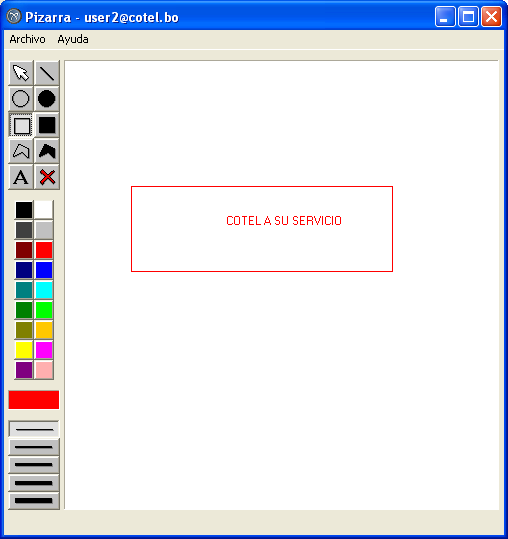 Pizarra - user2@cotel.bo
Archivo Ayuda
A
COTEL A SU SERVICIO